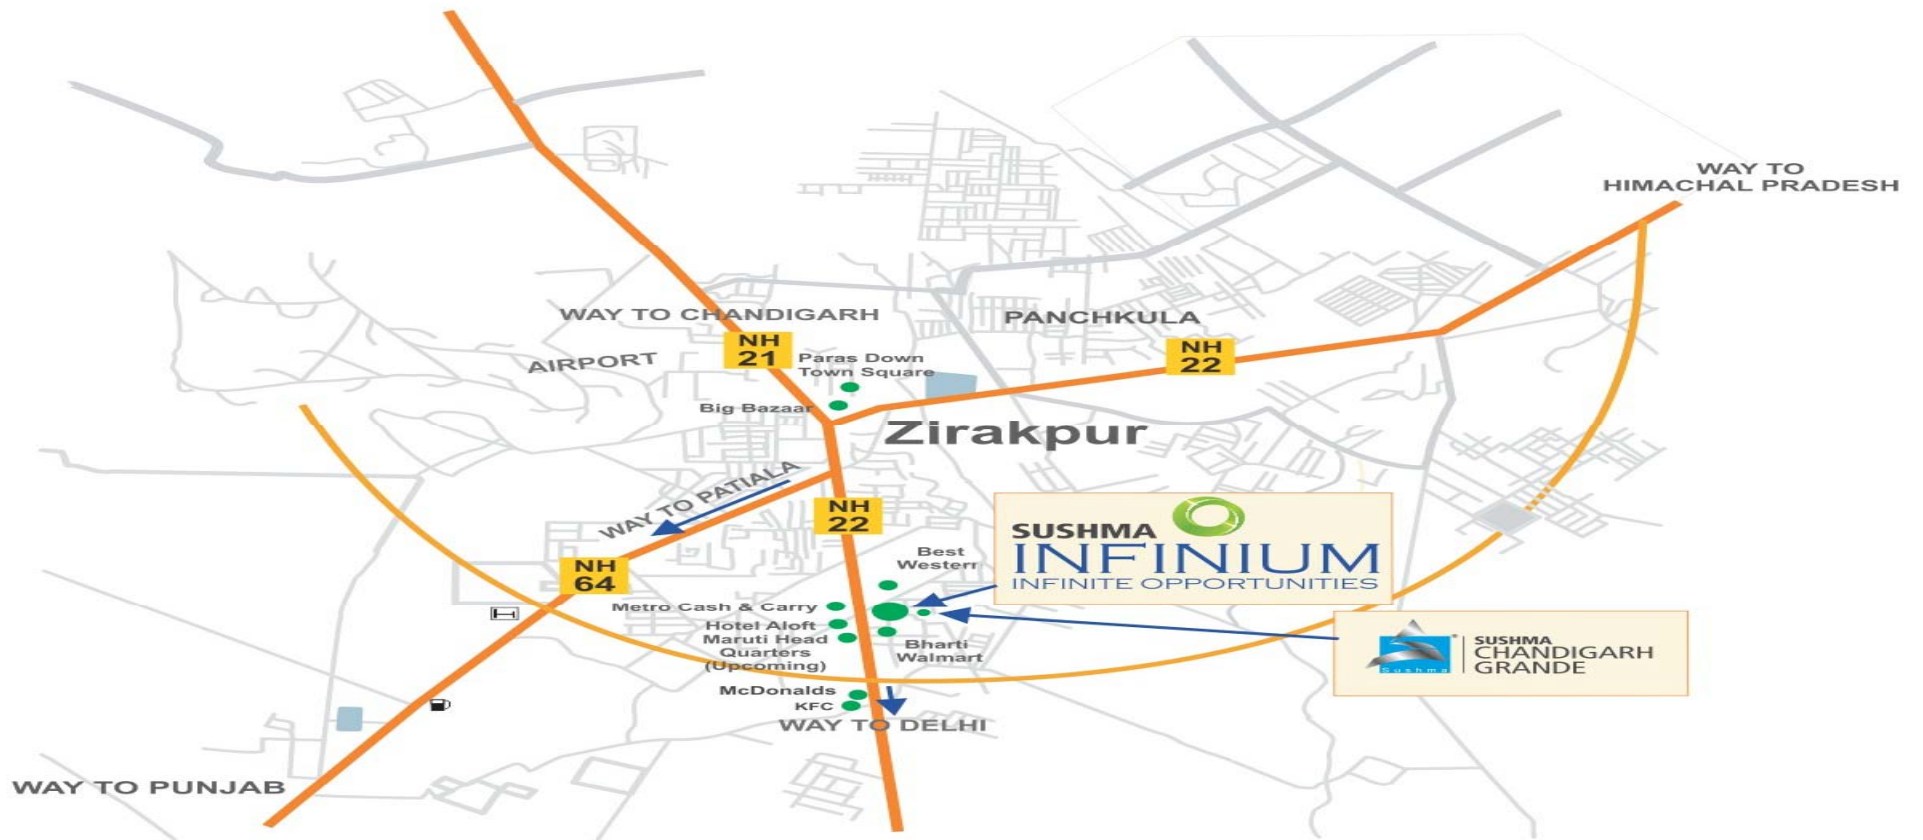 WAY TO
HIMACHAL PRADESH
WAY TO CHANDIGARH
PANCHKULA
NH
21
NH
22
AIRPORT
Paras Down
Town Square
Big Bazaar
Zirakpur
WAY TO PATIALA
NH
22
NH
64
SUSHMA
INFINIUM
INFINITE OPPORTUNITIES
Best
Western
Metro Cash & Carry
Hotel Aloft
Maruti Head
Quarters
(Upcoming)
Bharti
Walmart
Sushma
SUSHMA
CHANDIGARH
GRANDE
McDonalds
KFC
WAY TO DELHI
WAY TO PUNJAB